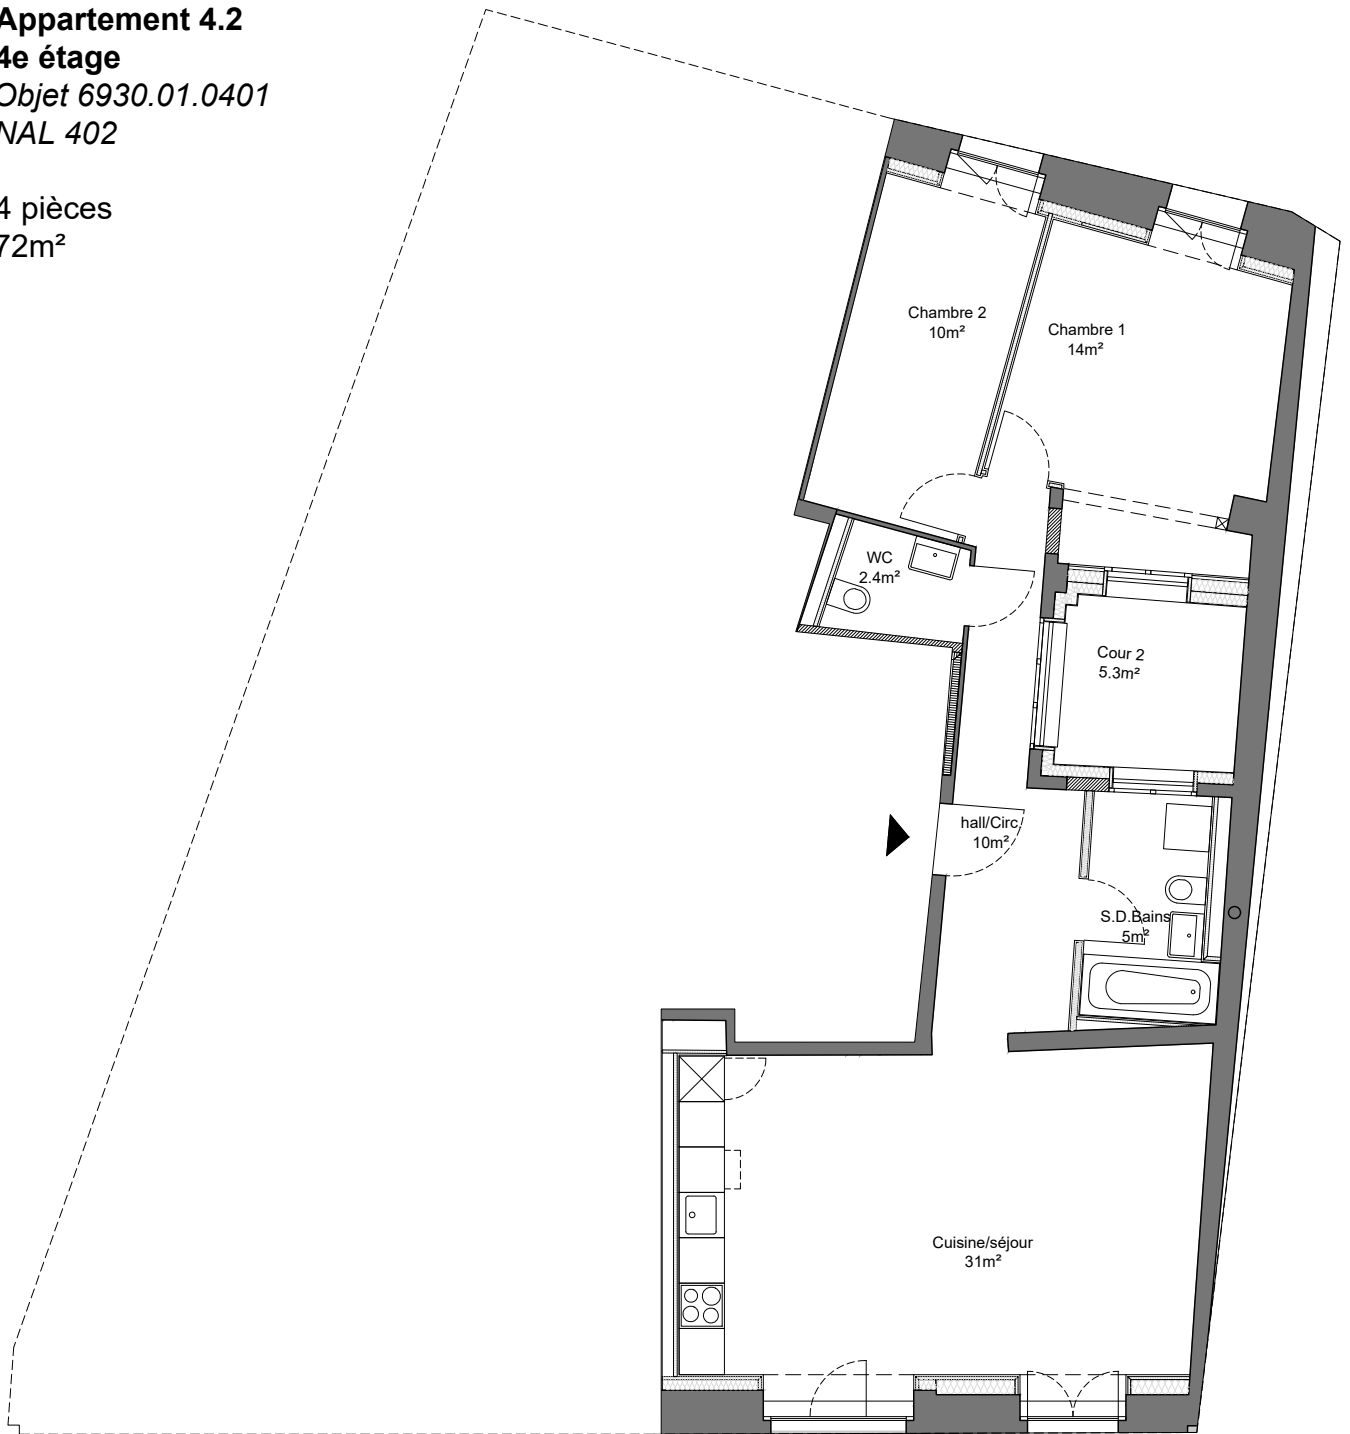 Appartement 4.2
4e étage
Objet 6930.01.0401
NAL 402
4 pièces
72m²
Chambre 2
10m²
Chambre 1
14m²
WC
2.4m²
Cour 2
5.3m²
hall/Circ
10m²
S.D.Bains
5m²
Cuisine/séjour
31m²